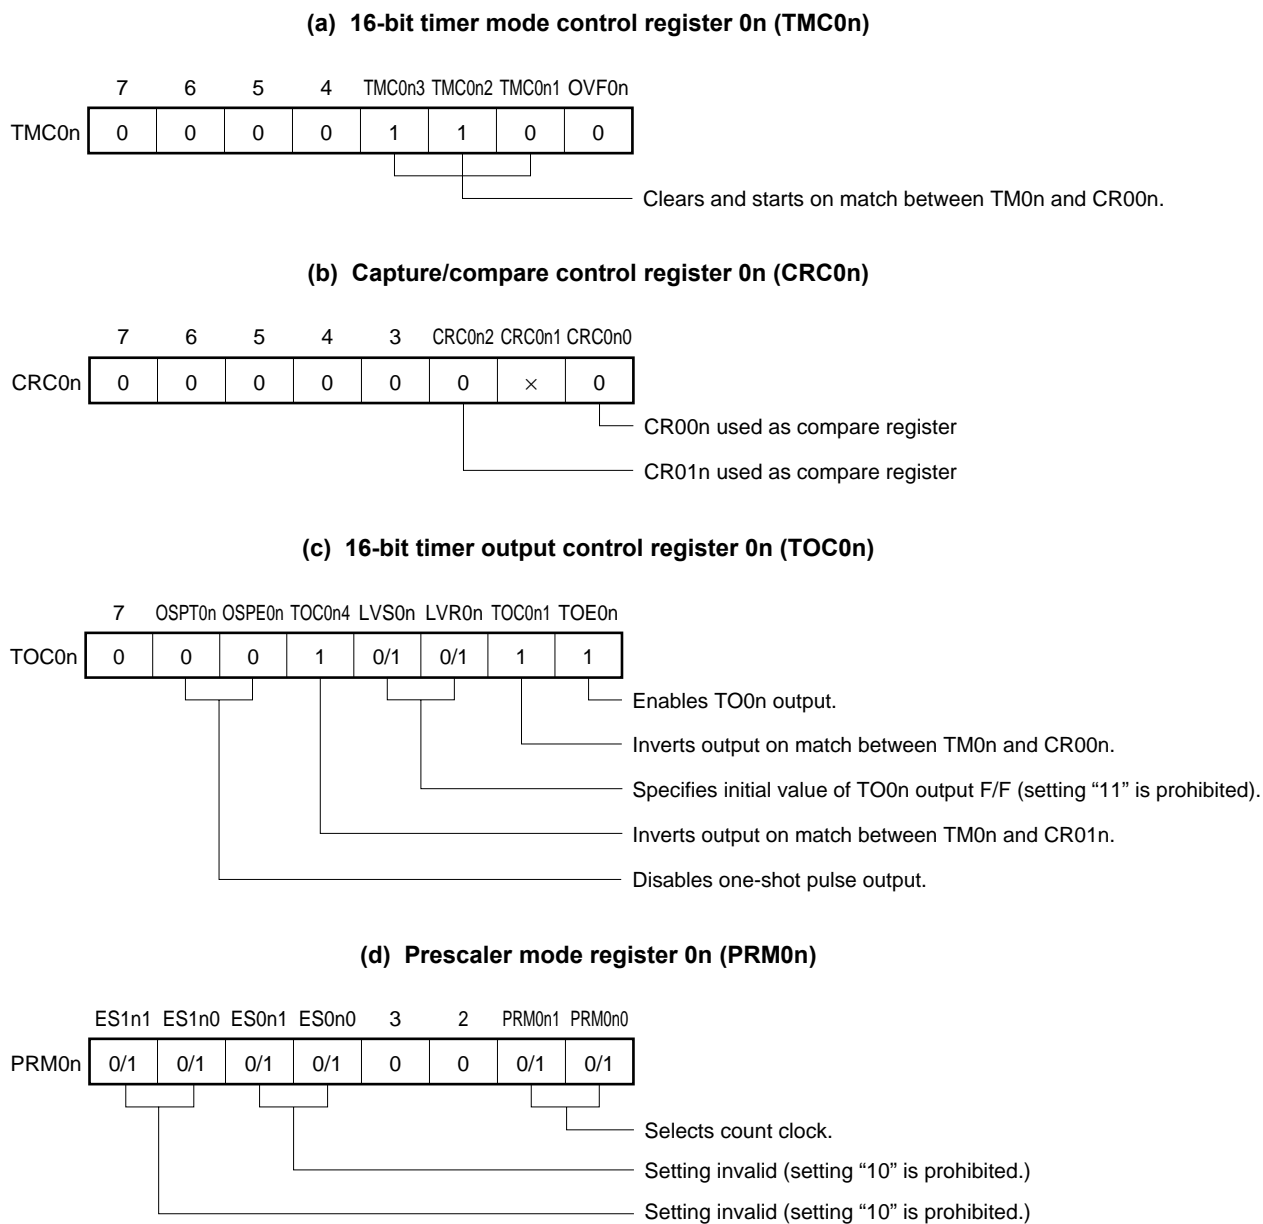 (a) 16-bit timer mode control register 0n (TMC0n)
7 6 5 4 TMC0n3 TMC0n2 TMC0n1 OVF0n
TMC0n 0 0 0 0 1 1 0 0
Clears and starts on match between TM0n and CR00n.
(b) Capture/compare control register 0n (CRC0n)
7 6 5 4 3 CRC0n2 CRC0n1 CRC0n0
CRC0n 0 0 0 0 0 0 × 0
CR00n used as compare register
CR01n used as compare register
(c) 16-bit timer output control register 0n (TOC0n)
7 OSPT0n OSPE0n TOC0n4 LVS0n LVR0n TOC0n1 TOE0n
TOC0n 0 0 0 1 0/1 0/1 1 1
Enables TO0n output.
Inverts output on match between TM0n and CR00n.
Specifies initial value of TO0n output F/F (setting “11” is prohibited).
Inverts output on match between TM0n and CR01n.
Disables one-shot pulse output.
(d) Prescaler mode register 0n (PRM0n)
ES1n1 ES1n0 ES0n1 ES0n0 3 2 PRM0n1 PRM0n0
PRM0n 0/1 0/1 0/1 0/1 0 0 0/1 0/1
Selects count clock.
Setting invalid (setting “10” is prohibited.)
Setting invalid (setting “10” is prohibited.)